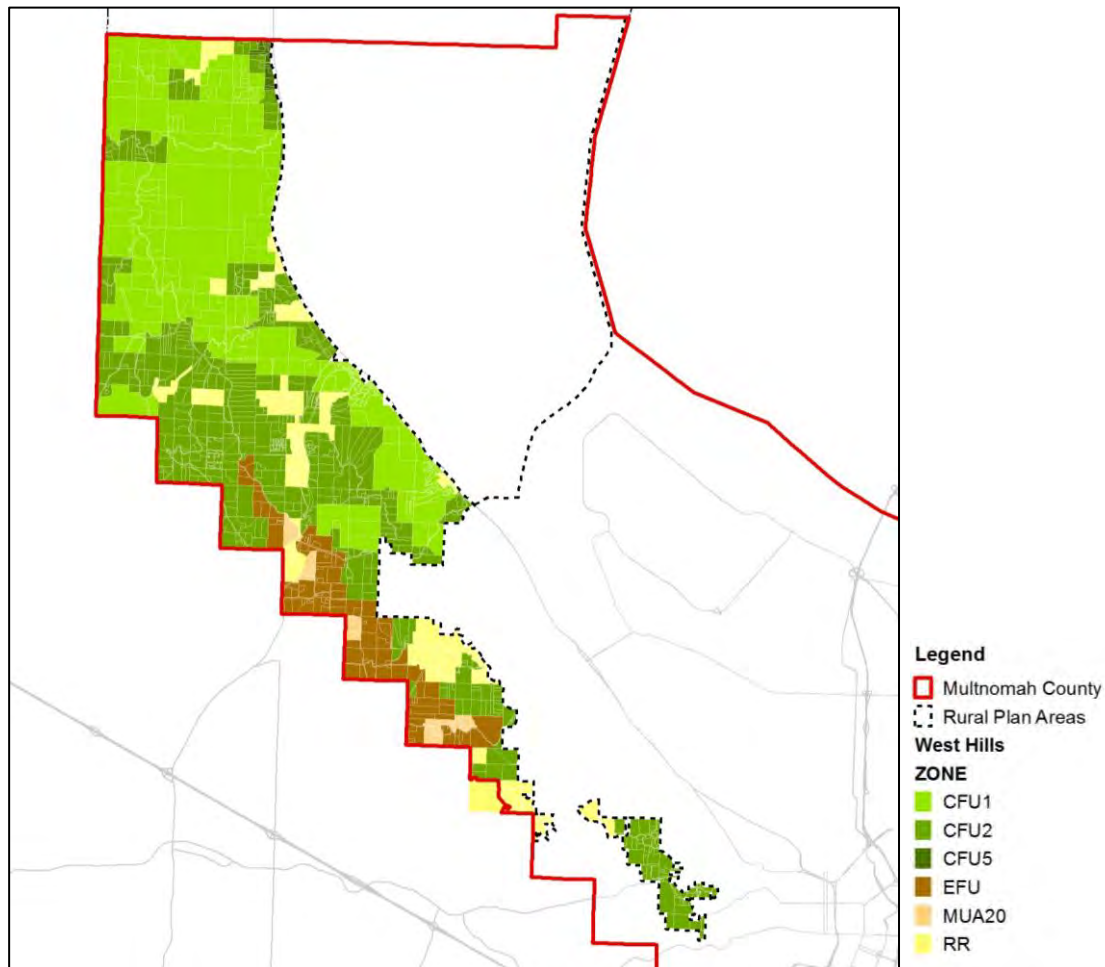 Legend
Multnomah County
Rural Plan Areas
West Hills
ZONE
CFU1
CFU2
CFU5
EFU
MUA20
RR